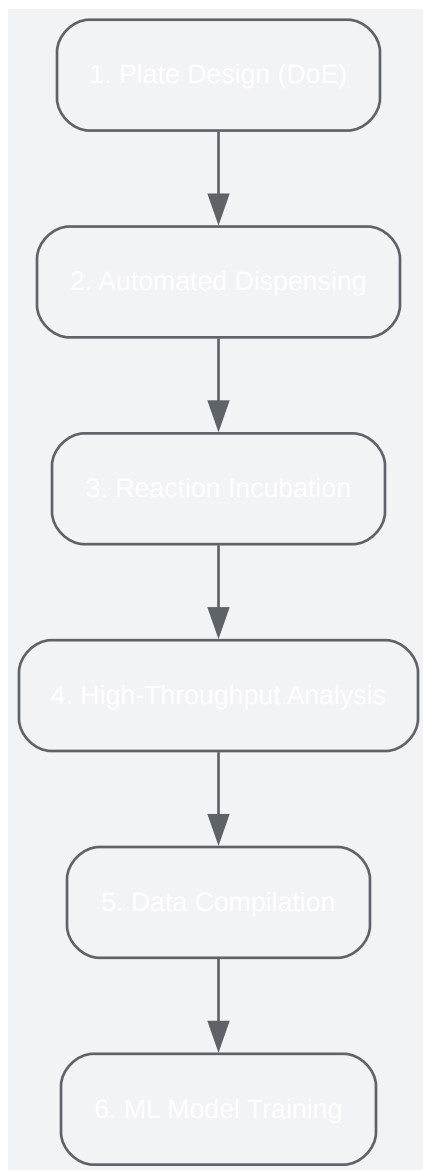 1. Plate Design (DoE)
2. Automated Dispensing
3. Reaction Incubation
4. High-Throughput Analysis
5. Data Compilation
6. ML Model Training